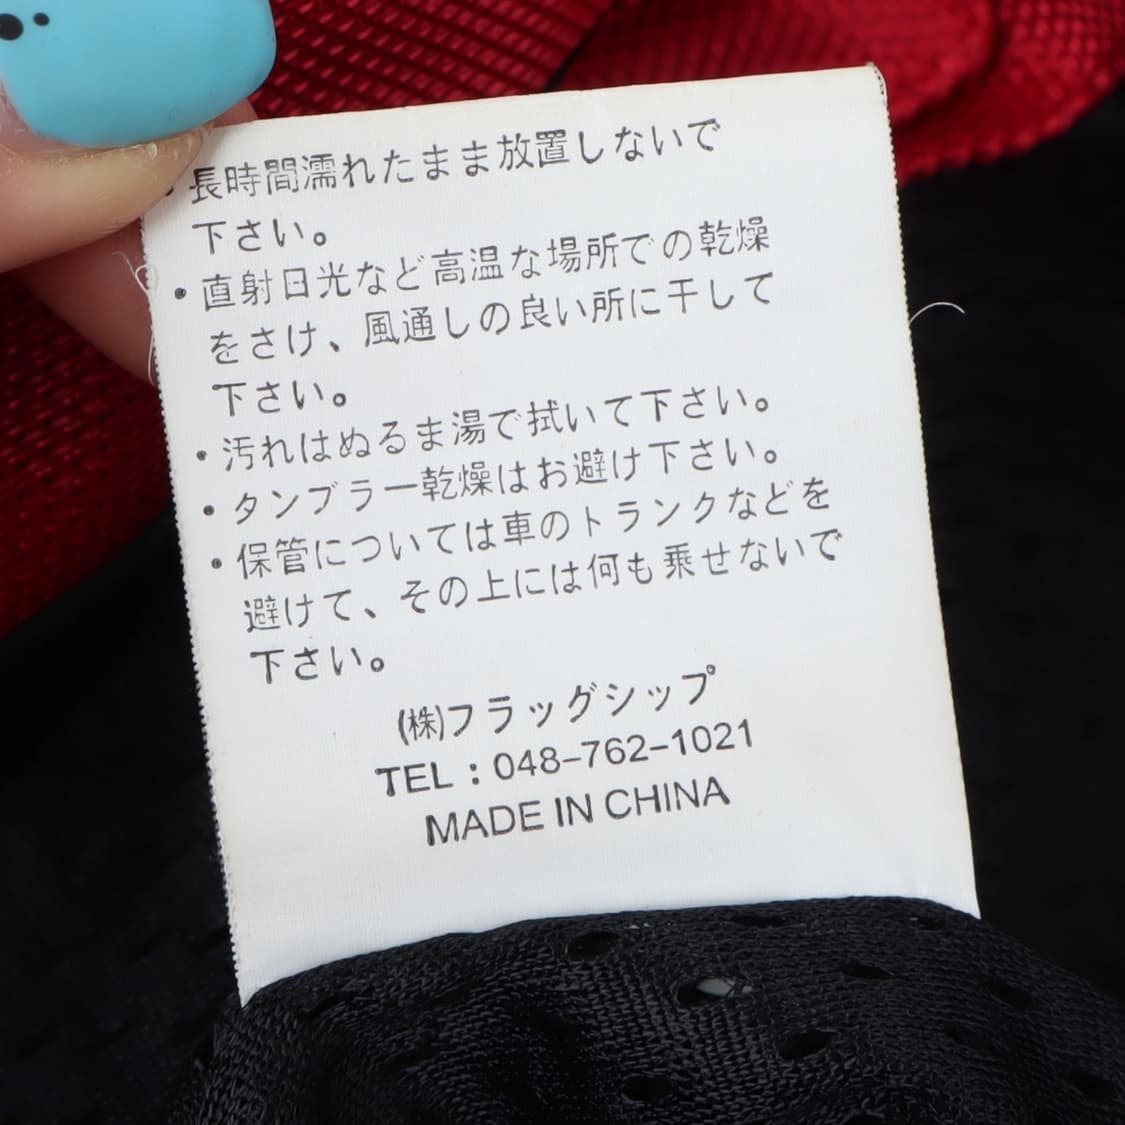 ・長時間濡れたまま放置しないで
下さい。
・直射日光など高温な場所での乾燥
をさけ、風通しの良い所に干して
下さい。
・汚れはぬるま湯で拭いて下さい。
・タンブラー乾燥はお避け下さい。
・保管については車のトランクなどを
避けて、その上には何も乗せないで
下さい。
(株)フラッグシップ
TEL：048-762-1021
MADE IN CHINA